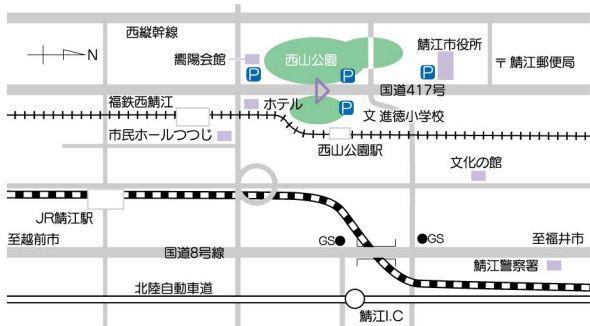 西縦幹線
N
嚮陽会館
西山公園
鯖江市役所
〒 鯖江郵便局
P
P
P
国道417号
福鉄西鯖江
ホテル
P
文 進徳小学校
市民ホールつつじ
西山公園駅
文化の館
JR鯖江駅
至越前市
GS
GS
至福井市
国道8号線
鯖江警察署
北陸自動車道
鯖江I.C